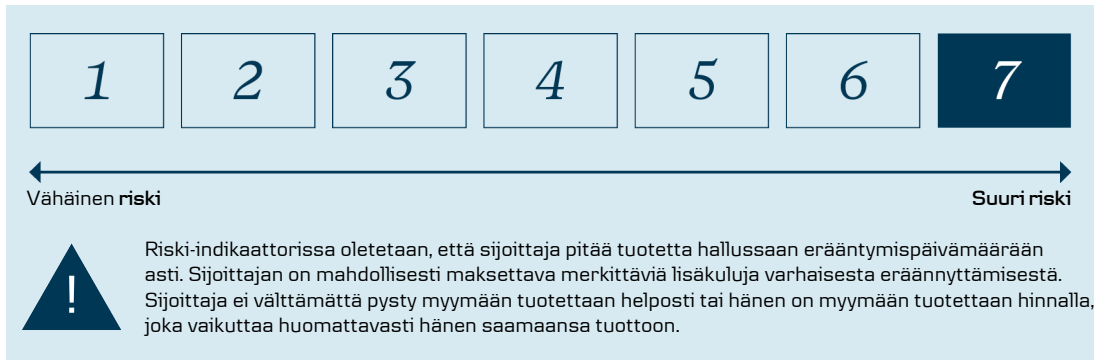 1 2 3 4 5 6 7
Vähäinen riski Suuri riski
Riski-indikaattorissa oletetaan, että sijoittaja pitää tuotetta hallussaan erääntymispäivämäärään
asti. Sijoittajan on mahdollisesti maksettava merkittäviä lisäkuluja varhaisesta eräännyttämisestä.
Sijoittaja ei välttämättä pysty myymään tuotettaan helposti tai hänen on myymään tuotettaan hinnalla,
joka vaikuttaa huomattavasti hänen saamaansa tuottoon.
!